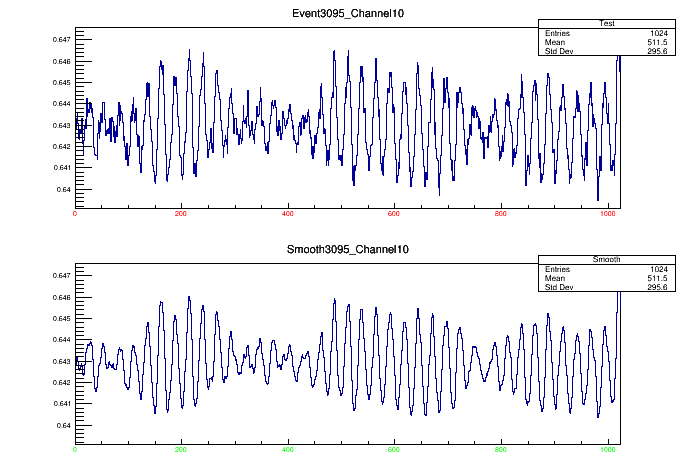 Event3095_Channel10
Test
Entries 1024
Mean 511.5
Std Dev 295.6
0.647
0.646
0.645
0.644
0.643
0.642
0.641
0.64
0 200 400 600 800 1000
Smooth3095_Channel10
Smooth
Entries 1024
Mean 511.5
Std Dev 295.6
0.647
0.646
0.645
0.644
0.643
0.642
0.641
0.64
0 200 400 600 800 1000